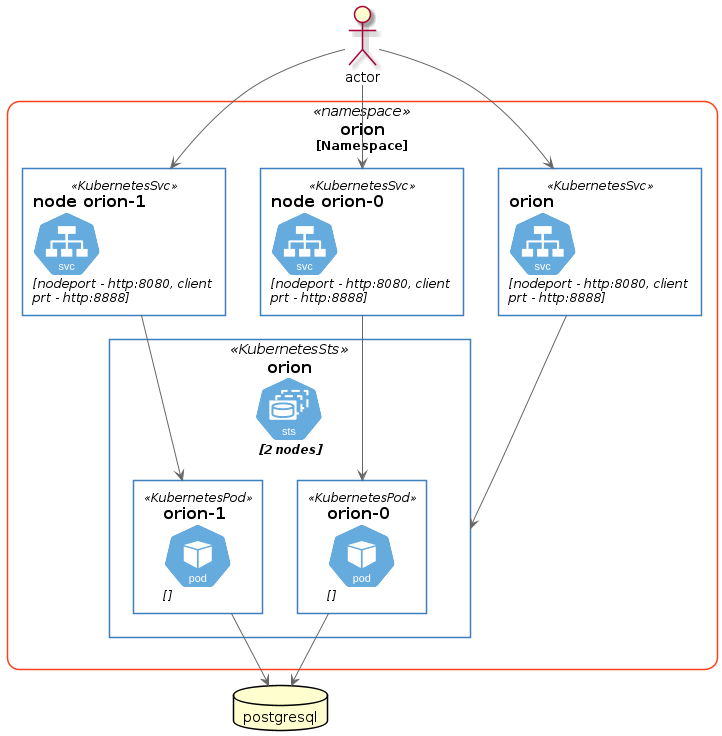 actor
«namespace»
orion
[Namespace]
«KubernetesSvc»
node orion-1
svc
[nodeport - http:8080, client
prt - http:8888]
«KubernetesSvc»
node orion-0
svc
[nodeport - http:8080, client
prt - http:8888]
«KubernetesSvc»
orion
svc
[nodeport - http:8080, client
prt - http:8888]
«KubernetesSts»
orion
sts
[2 nodes]
«KubernetesPod»
orion-1
pod
[]
«KubernetesPod»
orion-0
pod
[]
postgresql